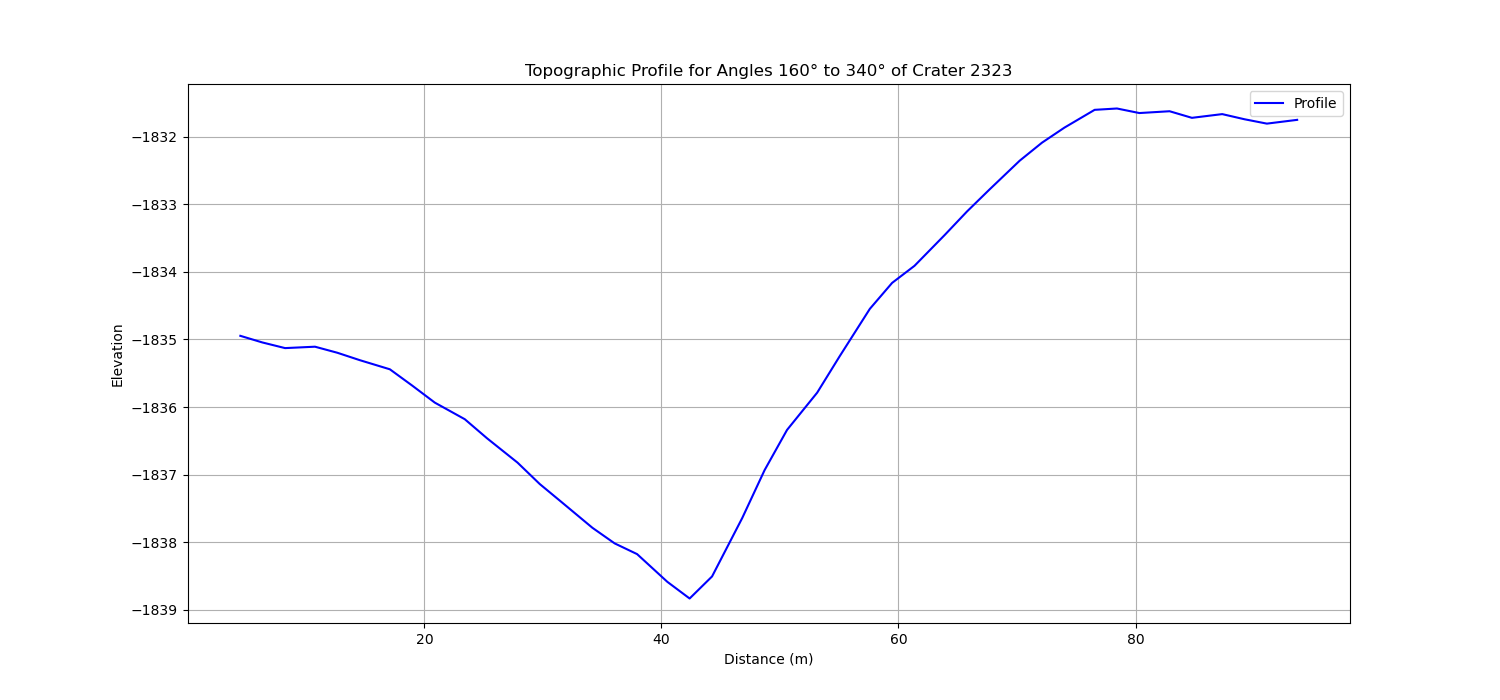 Topographic Profile for Angles 160° to 340° of Crater 2323
Profile
−1832
−1833
−1834
−1835
−1836
−1837
−1838
−1839
Elevation
20 40 60 80
Distance (m)